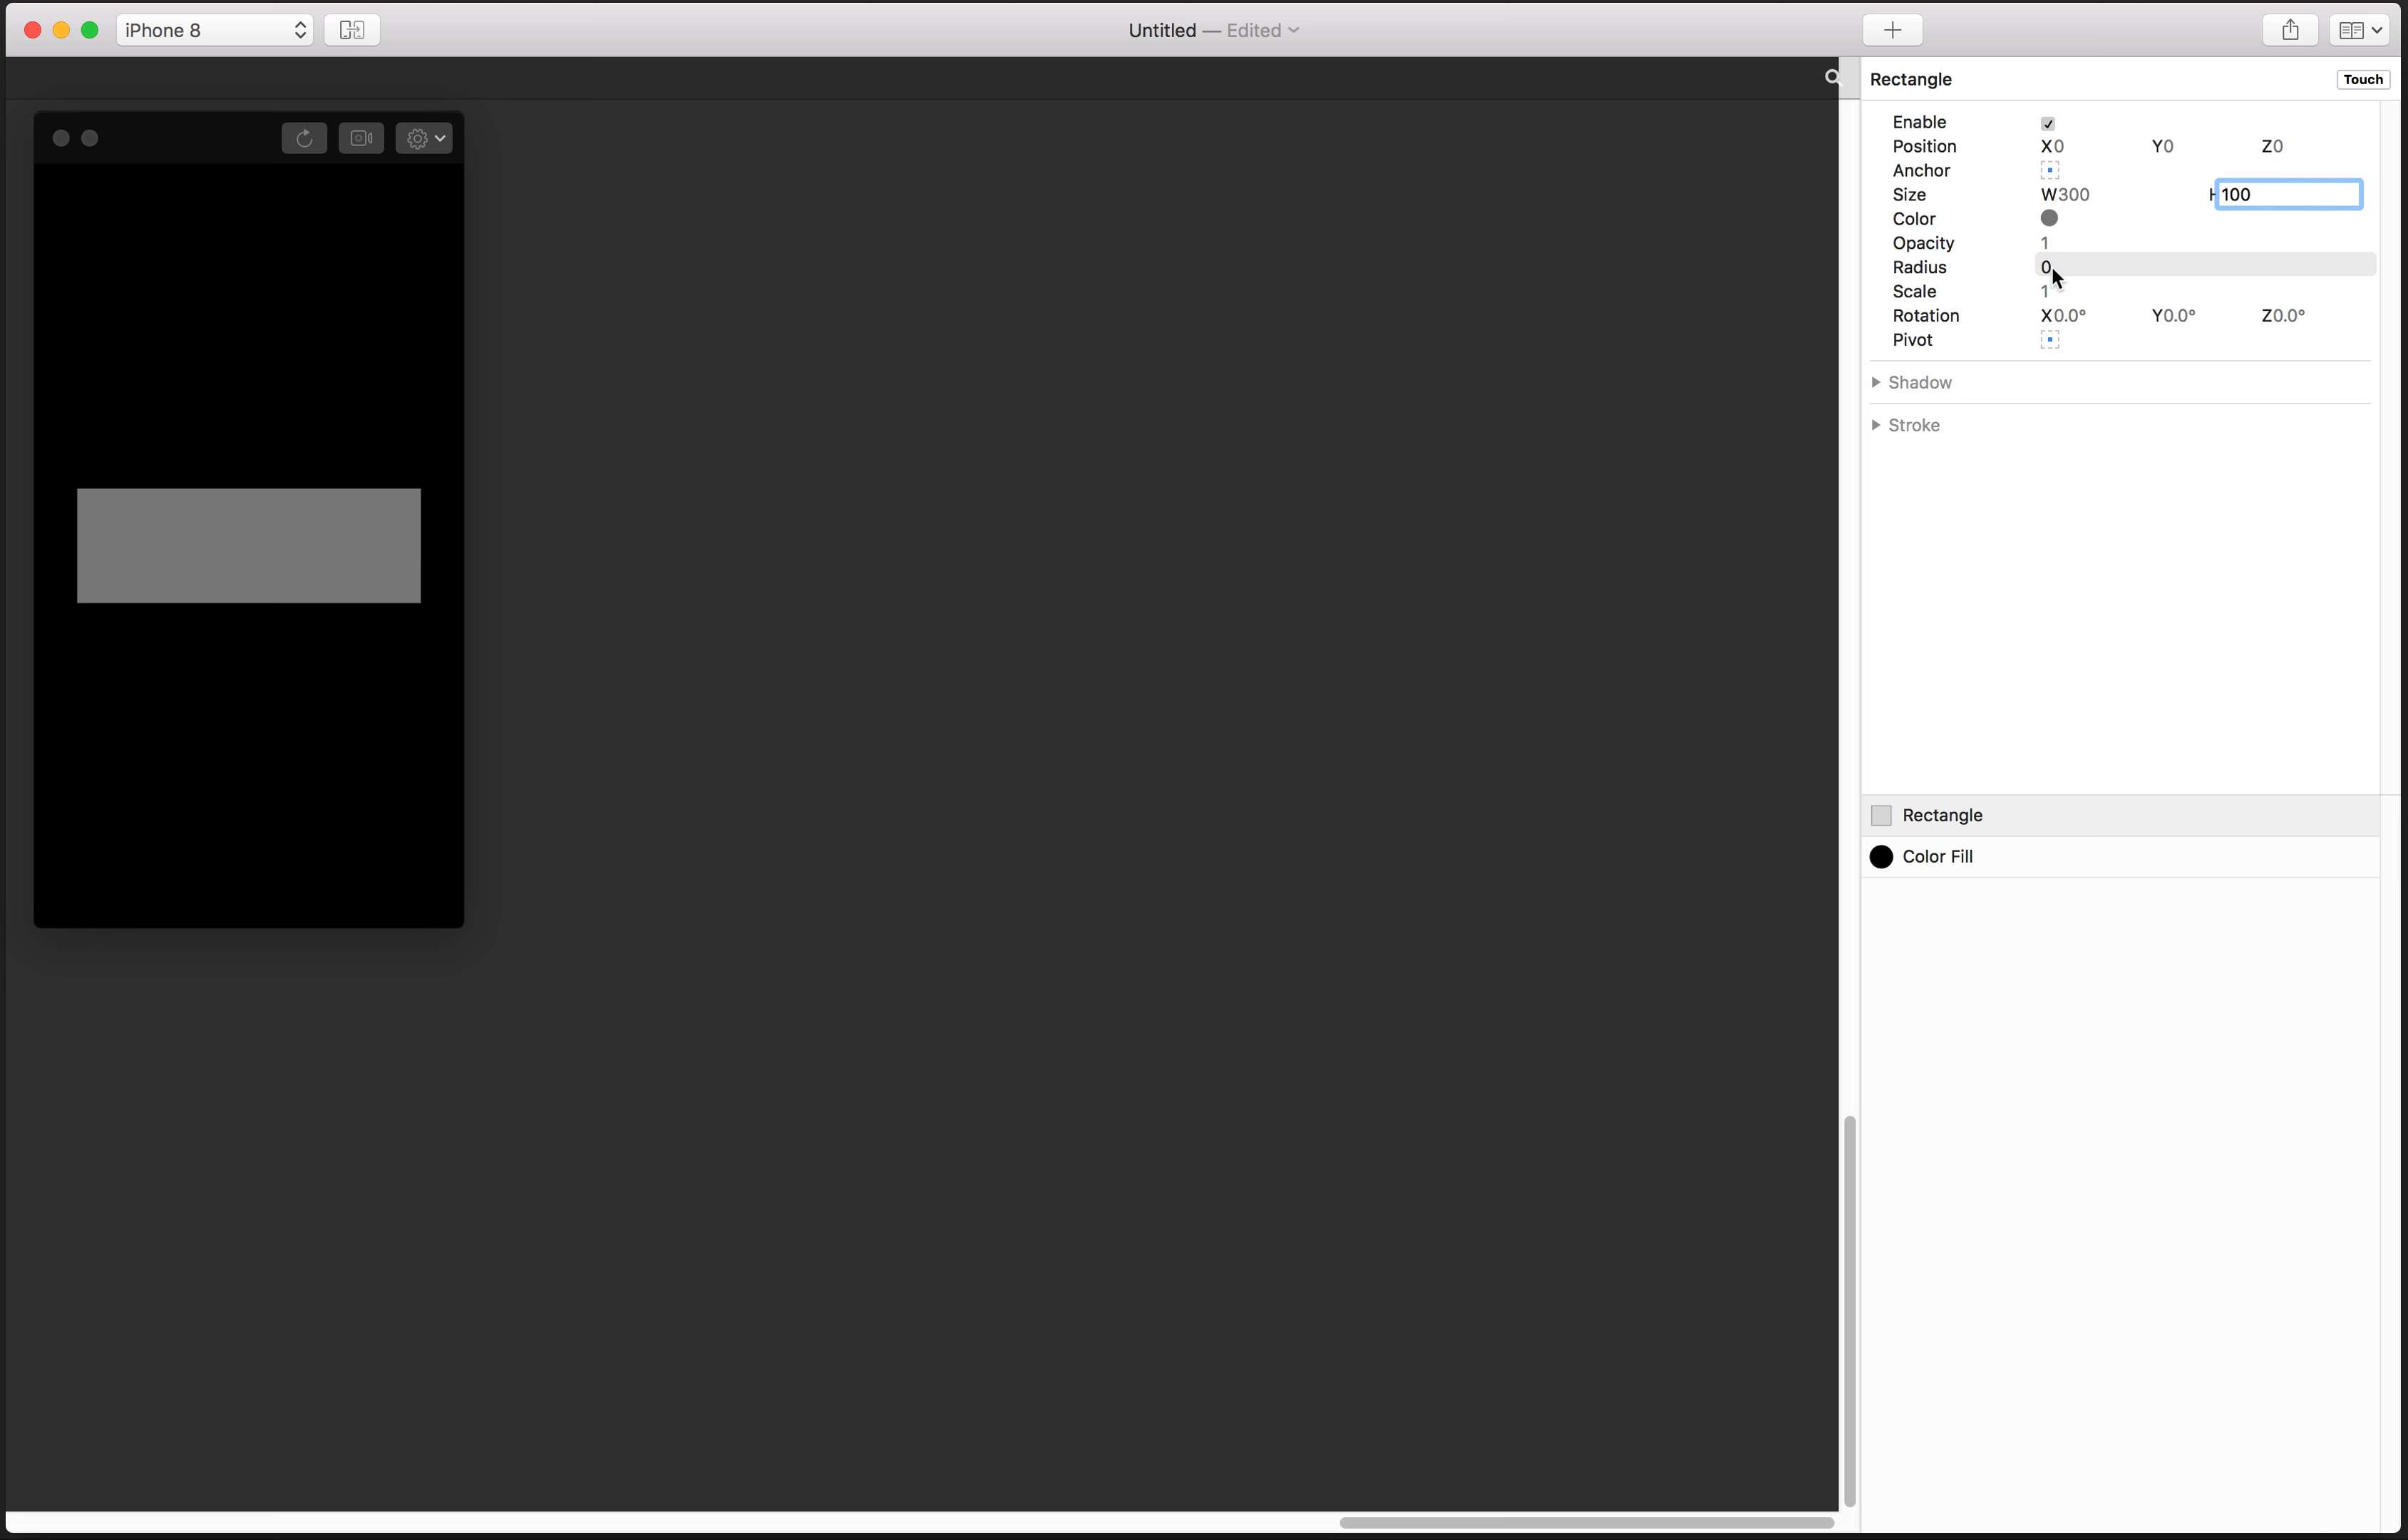 iPhone 8
Untitled — Edited
Rectangle Touch
Enable
Position X0 Y0 Z0
Anchor
Size W300 H 100
Color
Opacity 1
Radius 0
Scale 1
Rotation X0.0° Y0.0° Z0.0°
Pivot
Shadow
Stroke
Rectangle
Color Fill